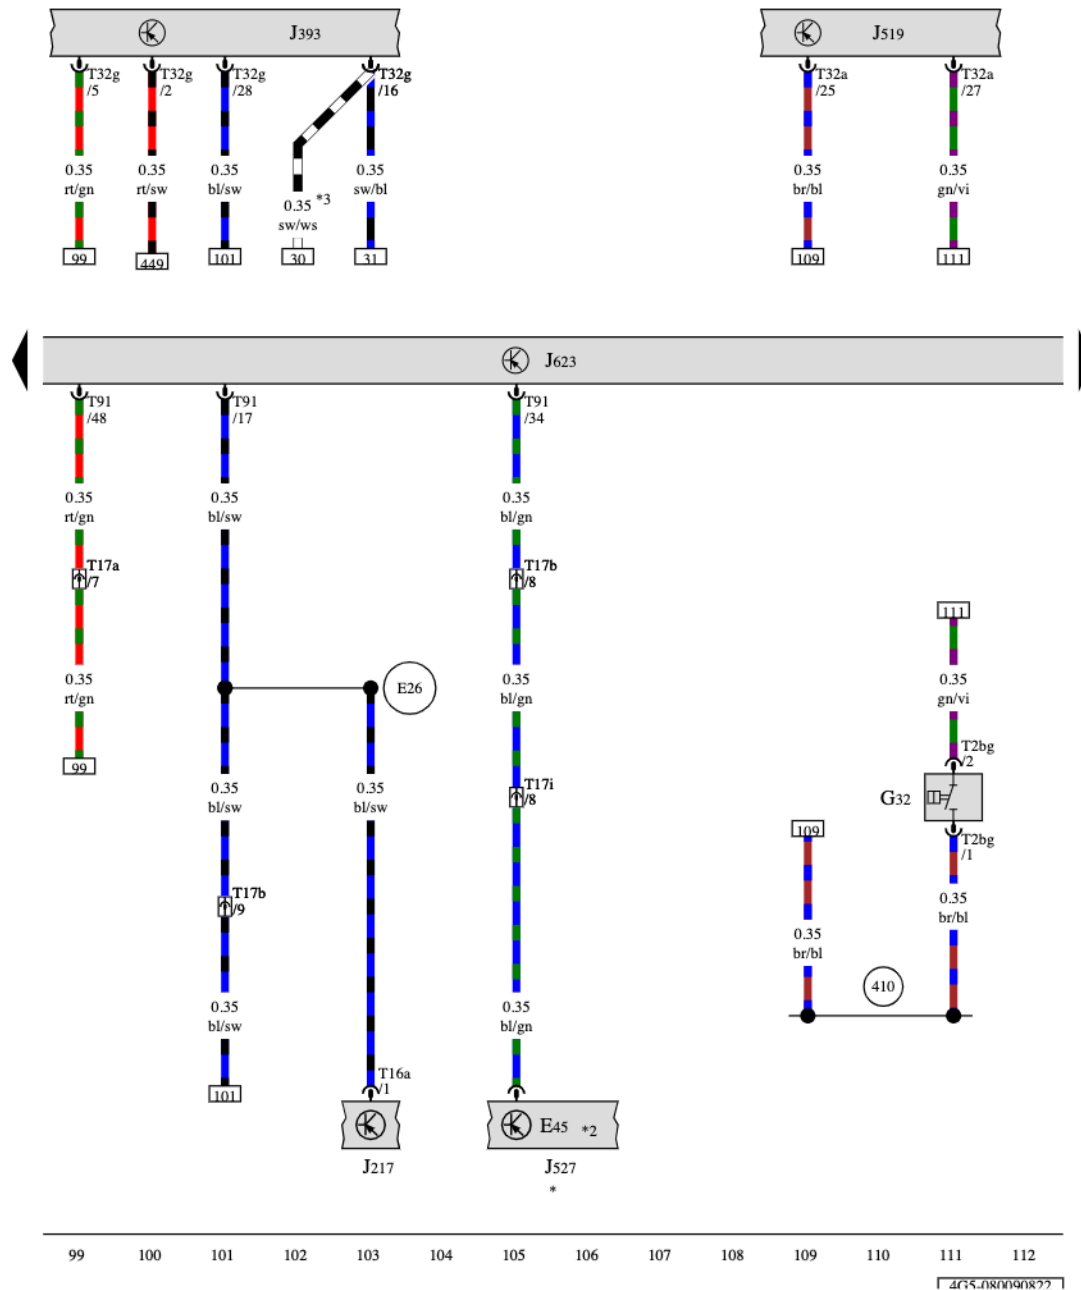 J393 J519
T32g T32g T32g T32g T32a T32a
/5 /2 /28 /16 /25 /27
0.35 0.35 0.35 0.35 0.35 0.35
rt/gn rt/sw bl/sw sw/bl br/bl gn/vi
0.35 *3
sw/ws
99 449 101 30 31 109 111
J623
T91 T91 T91
/48 /17 /34
0.35 0.35 0.35
rt/gn bl/sw bl/gn
T17a T17b
/7 /8
111
0.35 0.35 0.35
rt/gn bl/gn gn/vi
E26
T2bg
/2
99
0.35 0.35 T17i
bl/sw bl/sw /8
G32
109 T2bg
/1
T17b 0.35
/9 br/bl
0.35
br/bl
410
0.35 0.35
bl/sw bl/gn
T16a
/1
101
E45 *2
J217 J527
*
99 100 101 102 103 104 105 106 107 108 109 110 111 112
4G5-080090822